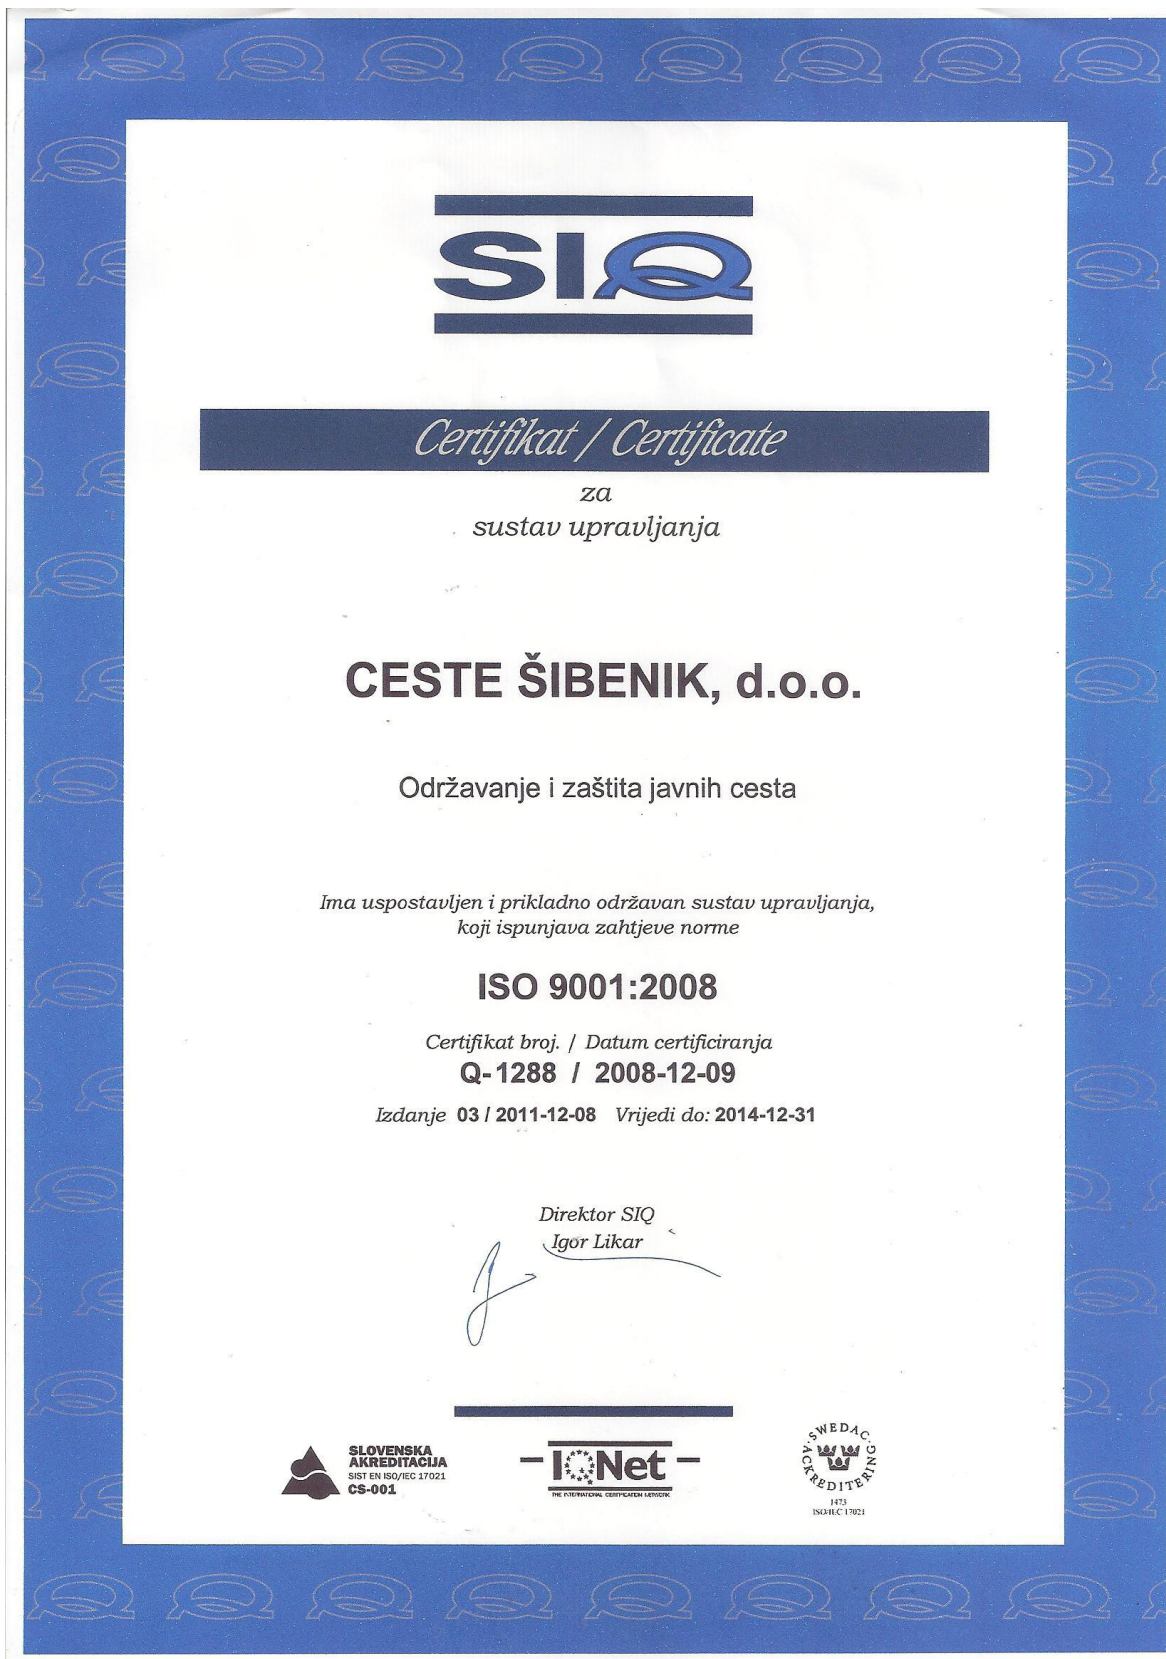 SIQ
Certifikat / Certificate
za
sustav upravljanja
CESTE ŠIBENIK, d.o.o.
Održavanje i zaštita javnih cesta
Ima uspostavljen i prikladno održavan sustav upravljanja,
koji ispunjava zahtjeve norme
ISO 9001:2008
Certifikat broj. / Datum certificiranja
Q-1288 / 2008-12-09
Izdanje 03 / 2011-12-08 Vrijedi do: 2014-12-31
Direktor SIQ
Igor Likar
SLOVENSKA
AKREDITACIJA
SIST EN ISO/IEC 17021
CS-001
IQNet
THE INTERNATIONAL CERTIFICATION NETWORK
SWEDAC
ACKREDITERING
1473
ISO/IEC 17021